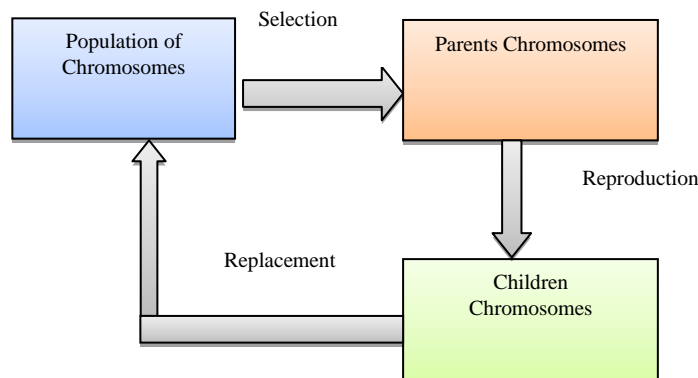 Selection
Population of
Chromosomes
Parents Chromosomes
Reproduction
Replacement
Children
Chromosomes